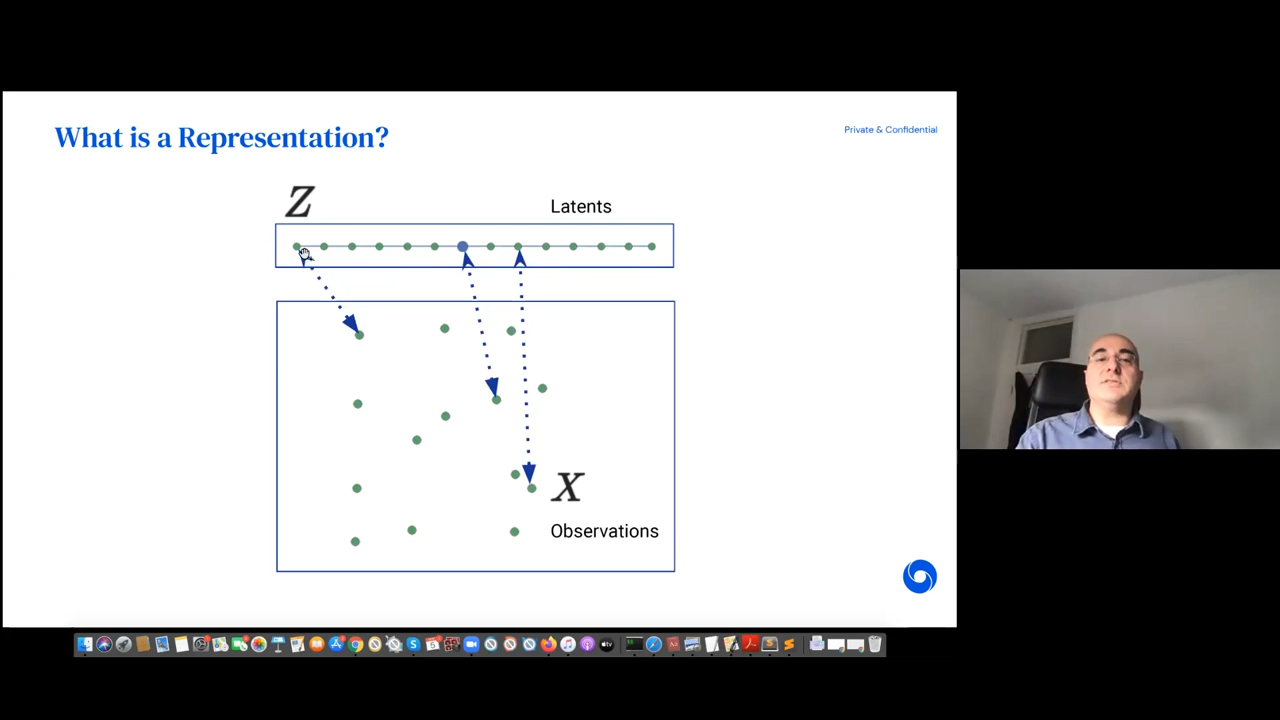 What is a Representation?
Private & Confidential
Z
Latents
X
Observations